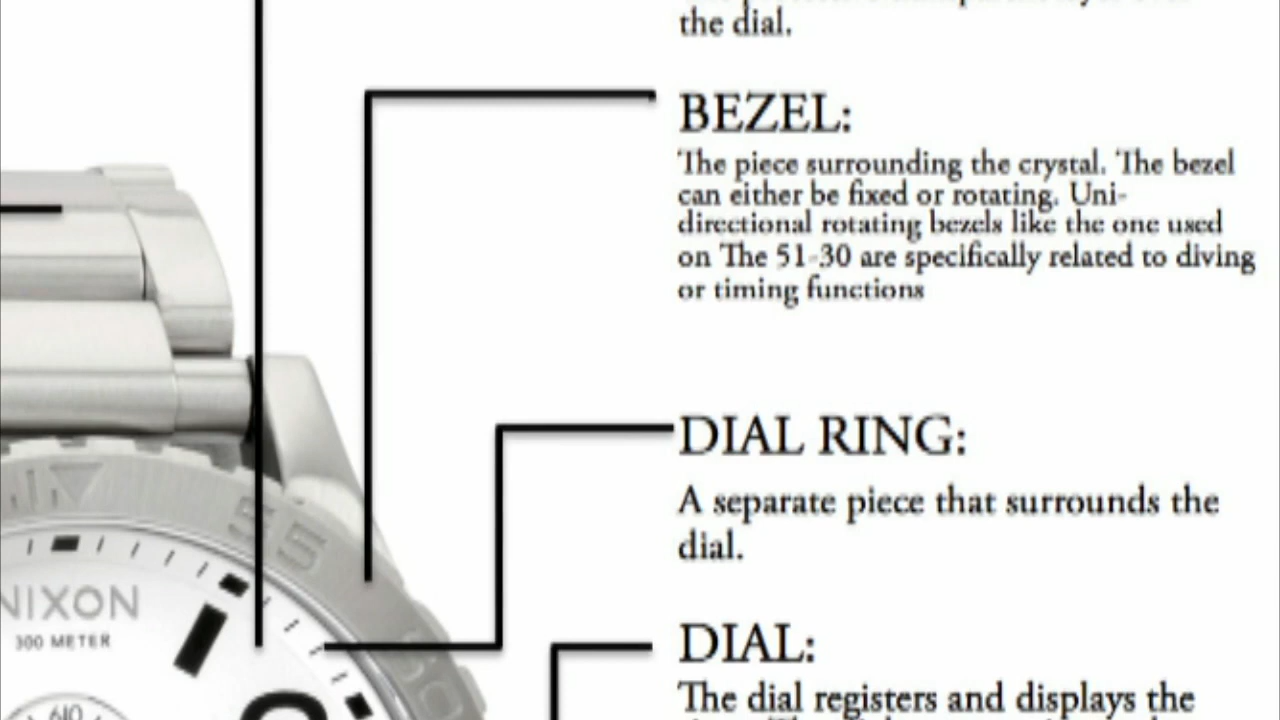 the dial.
BEZEL:
The piece surrounding the crystal. The bezel
can either be fixed or rotating. Uni-
directional rotating bezels like the one used
on The 51-30 are specifically related to diving
or timing functions
DIAL RING:
A separate piece that surrounds the
dial.
DIAL:
The dial registers and displays the
NIXON
300 METER
55
50